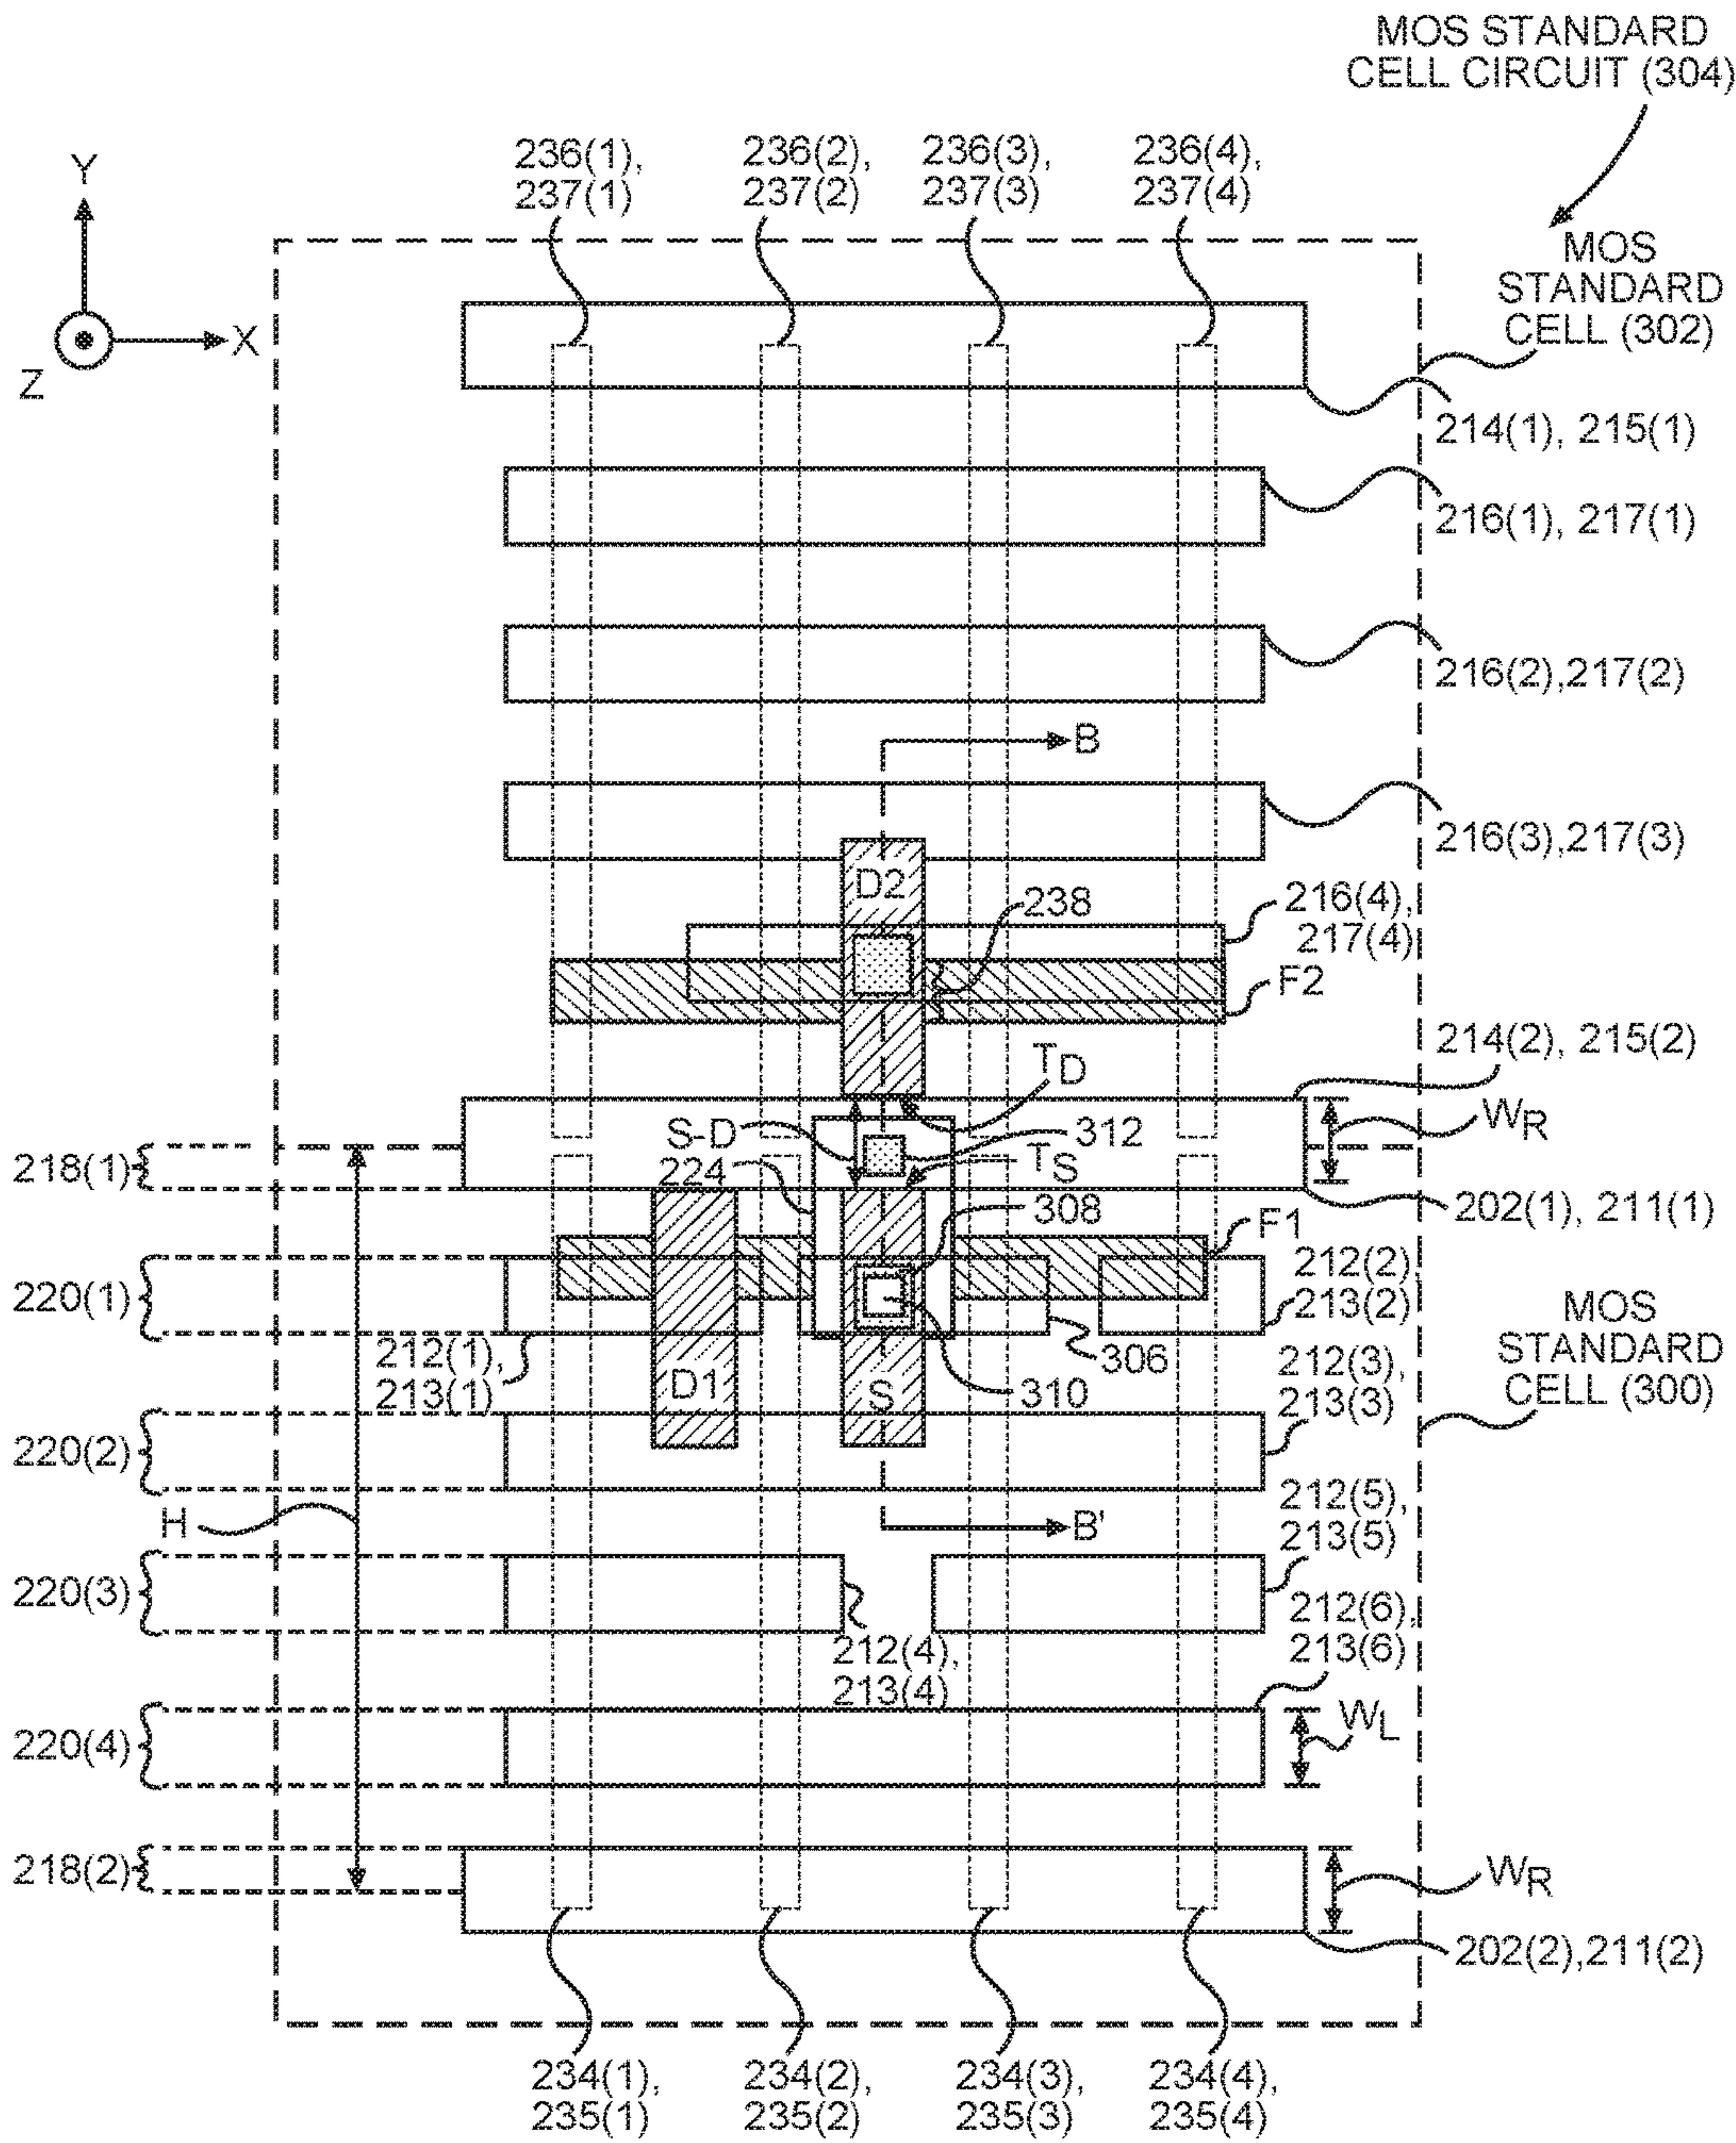 MOS STANDARD
CELL CIRCUIT (304)
236(1),
237(1)
236(2),
237(2)
236(3),
237(3)
236(4),
237(4)
Y
X
Z
MOS
STANDARD
CELL (302)
214(1), 215(1)
216(1), 217(1)
216(2),217(2)
B
216(3),217(3)
D2
238
216(4),
217(4)
F2
214(2), 215(2)
TD
S-D
312
WR
218(1)
224
TS
308
202(1), 211(1)
F1
220(1)
212(2),
213(2)
MOS
STANDARD
CELL (300)
212(1),
213(1)
D1
S
306
310
212(3),
213(3)
220(2)
H
B'
212(5),
213(5)
220(3)
212(4),
213(4)
212(6),
213(6)
220(4)
WL
218(2)
WR
202(2),211(2)
234(1),
235(1)
234(2),
235(2)
234(3),
235(3)
234(4),
235(4)